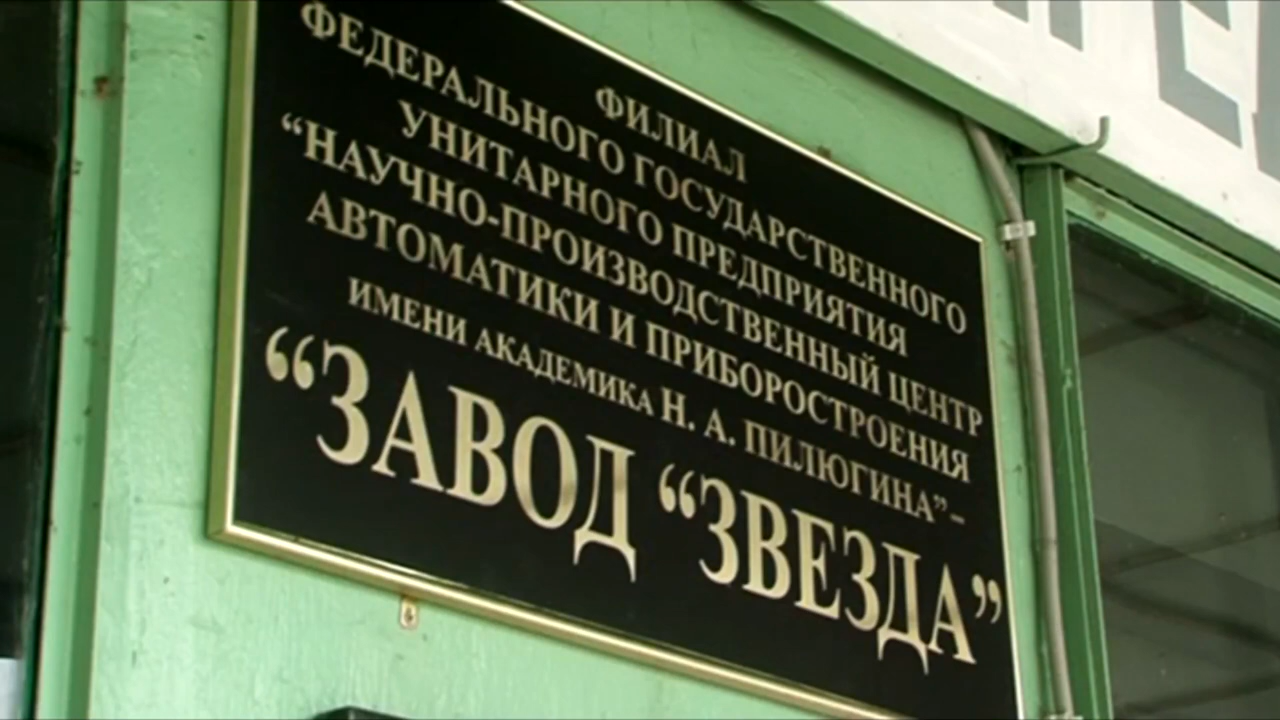 ФИЛИАЛ
ФЕДЕРАЛЬНОГО ГОСУДАРСТВЕННОГО
УНИТАРНОГО ПРЕДПРИЯТИЯ
“НАУЧНО-ПРОИЗВОДСТВЕННЫЙ ЦЕНТР
АВТОМАТИКИ И ПРИБОРОСТРОЕНИЯ
ИМЕНИ АКАДЕМИКА Н. А. ПИЛЮГИНА” –
“ЗАВОД “ЗВЕЗДА”